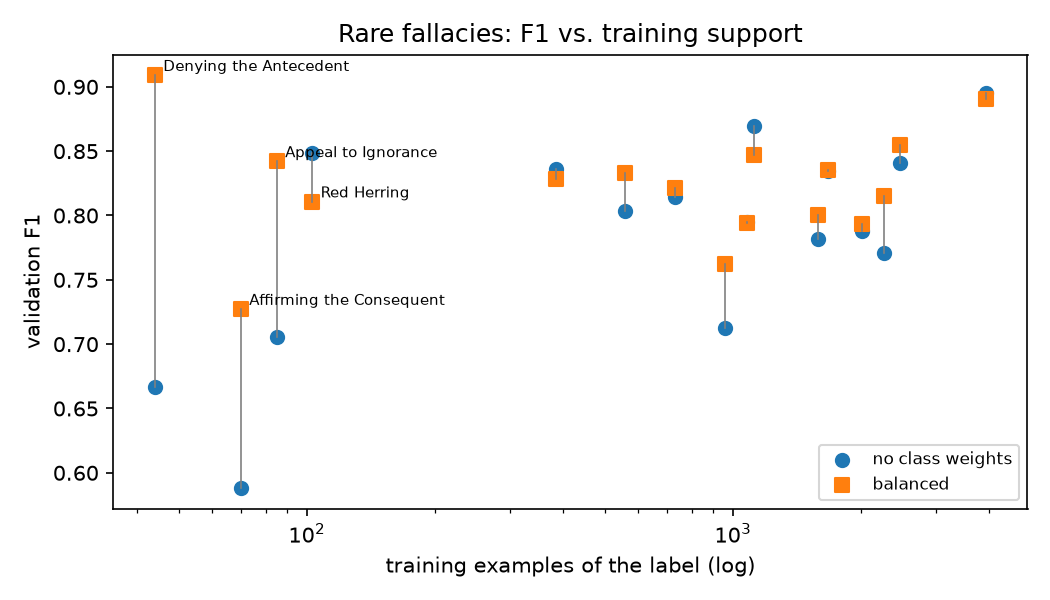 Rare fallacies: F1 vs. training support
Denying the Antecedent
Appeal to Ignorance
Red Herring
Affirming the Consequent
validation F1
0.90
0.85
0.80
0.75
0.70
0.65
0.60
no class weights
balanced
10²
10³
training examples of the label (log)